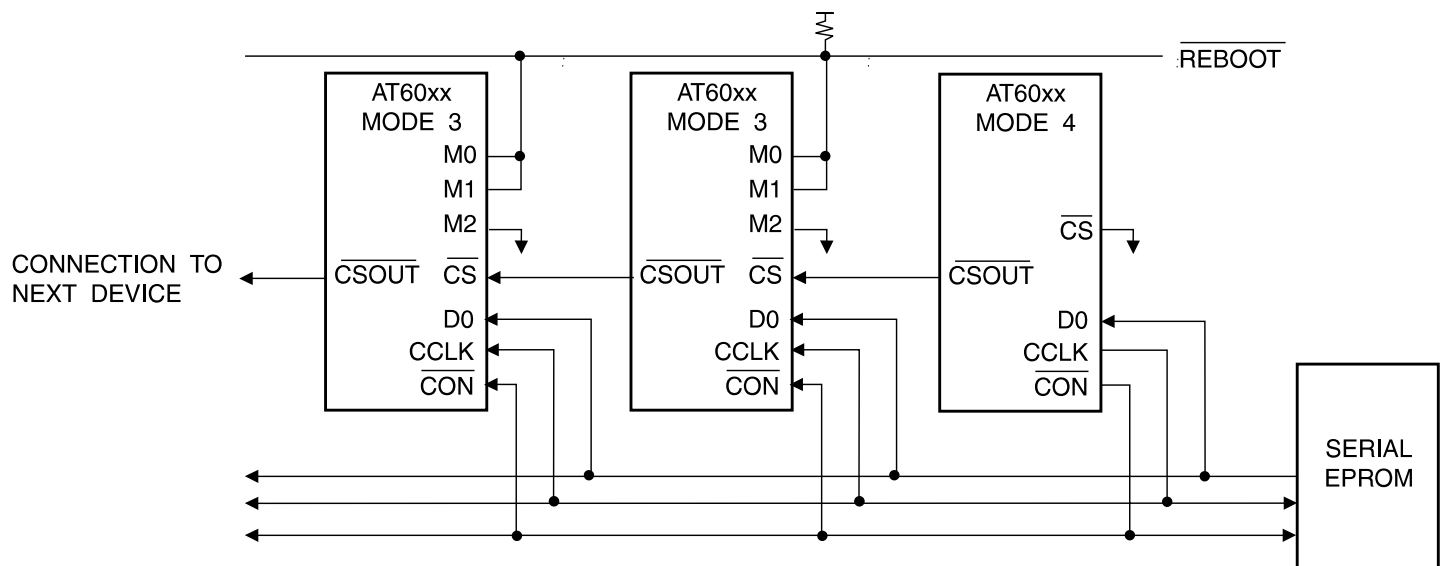 REBOOT
AT60xx
MODE 3
M0
M1
M2
CSOUT
CS
D0
CCLK
CON
AT60xx
MODE 3
M0
M1
M2
CSOUT
CS
D0
CCLK
CON
AT60xx
MODE 4
CS
CSOUT
D0
CCLK
CON
CONNECTION TO
NEXT DEVICE
SERIAL
EPROM